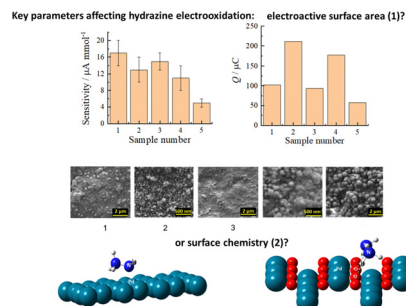 Key parameters affecting hydrazine electrooxidation: electroactive surface area (1)?
Sensitivity / μA mmol⁻¹
20
16
12
8
4
0
1 2 3 4 5
Sample number
Q / μC
250
200
150
100
50
0
1 2 3 4 5
Sample number
2 μm
500 nm
2 μm
500 nm
2 μm
1 2 3
or surface chemistry (2)?